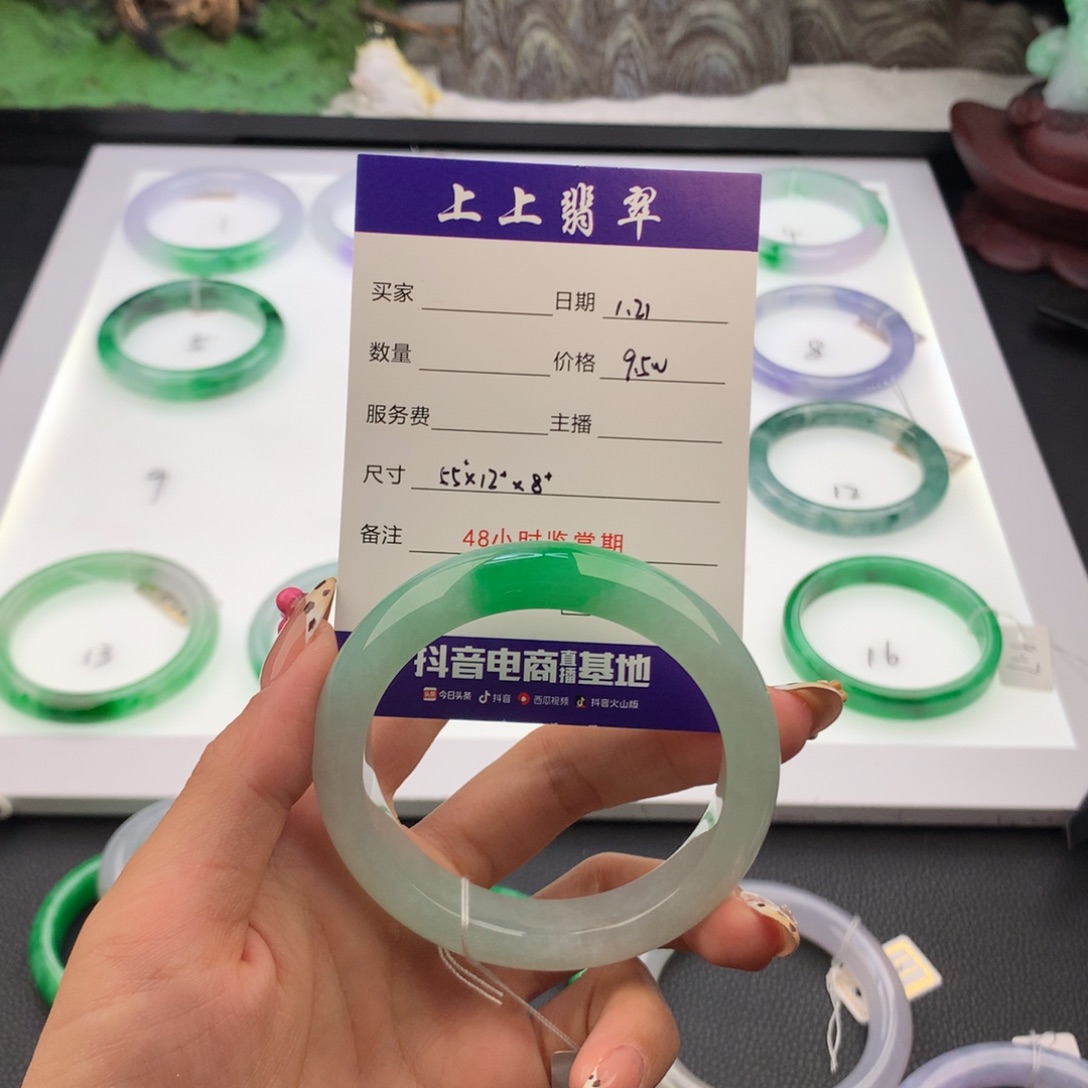 上上翡翠
买家 日期 1.21
数量 价格 9.5w
服务费 主播
尺寸 55⁺×12⁺×8⁺
备注 48小时鉴赏期
抖音电商直播基地
头条 今日头条 抖音 西瓜视频 抖音火山版
1
4
5
8
9
12
13
16